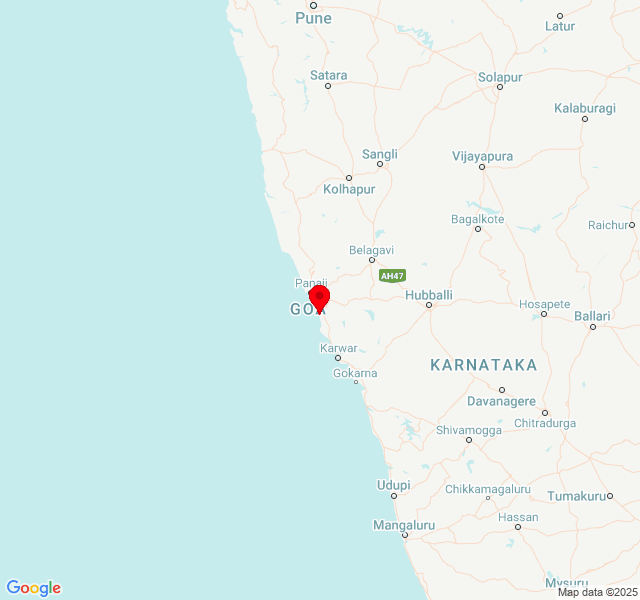 Pune
Latur
Satara
Solapur
Kalaburagi
Sangli
Vijayapura
Kolhapur
Bagalkote
Raichur
Belagavi
AH47
Panaji
Hubballi
GOA
Hosapete
Ballari
Karwar
KARNATAKA
Gokarna
Davanagere
Chitradurga
Shivamogga
Udupi
Chikkamagaluru
Tumakuru
Hassan
Mangaluru
Mysuru
Google
Map data ©2025